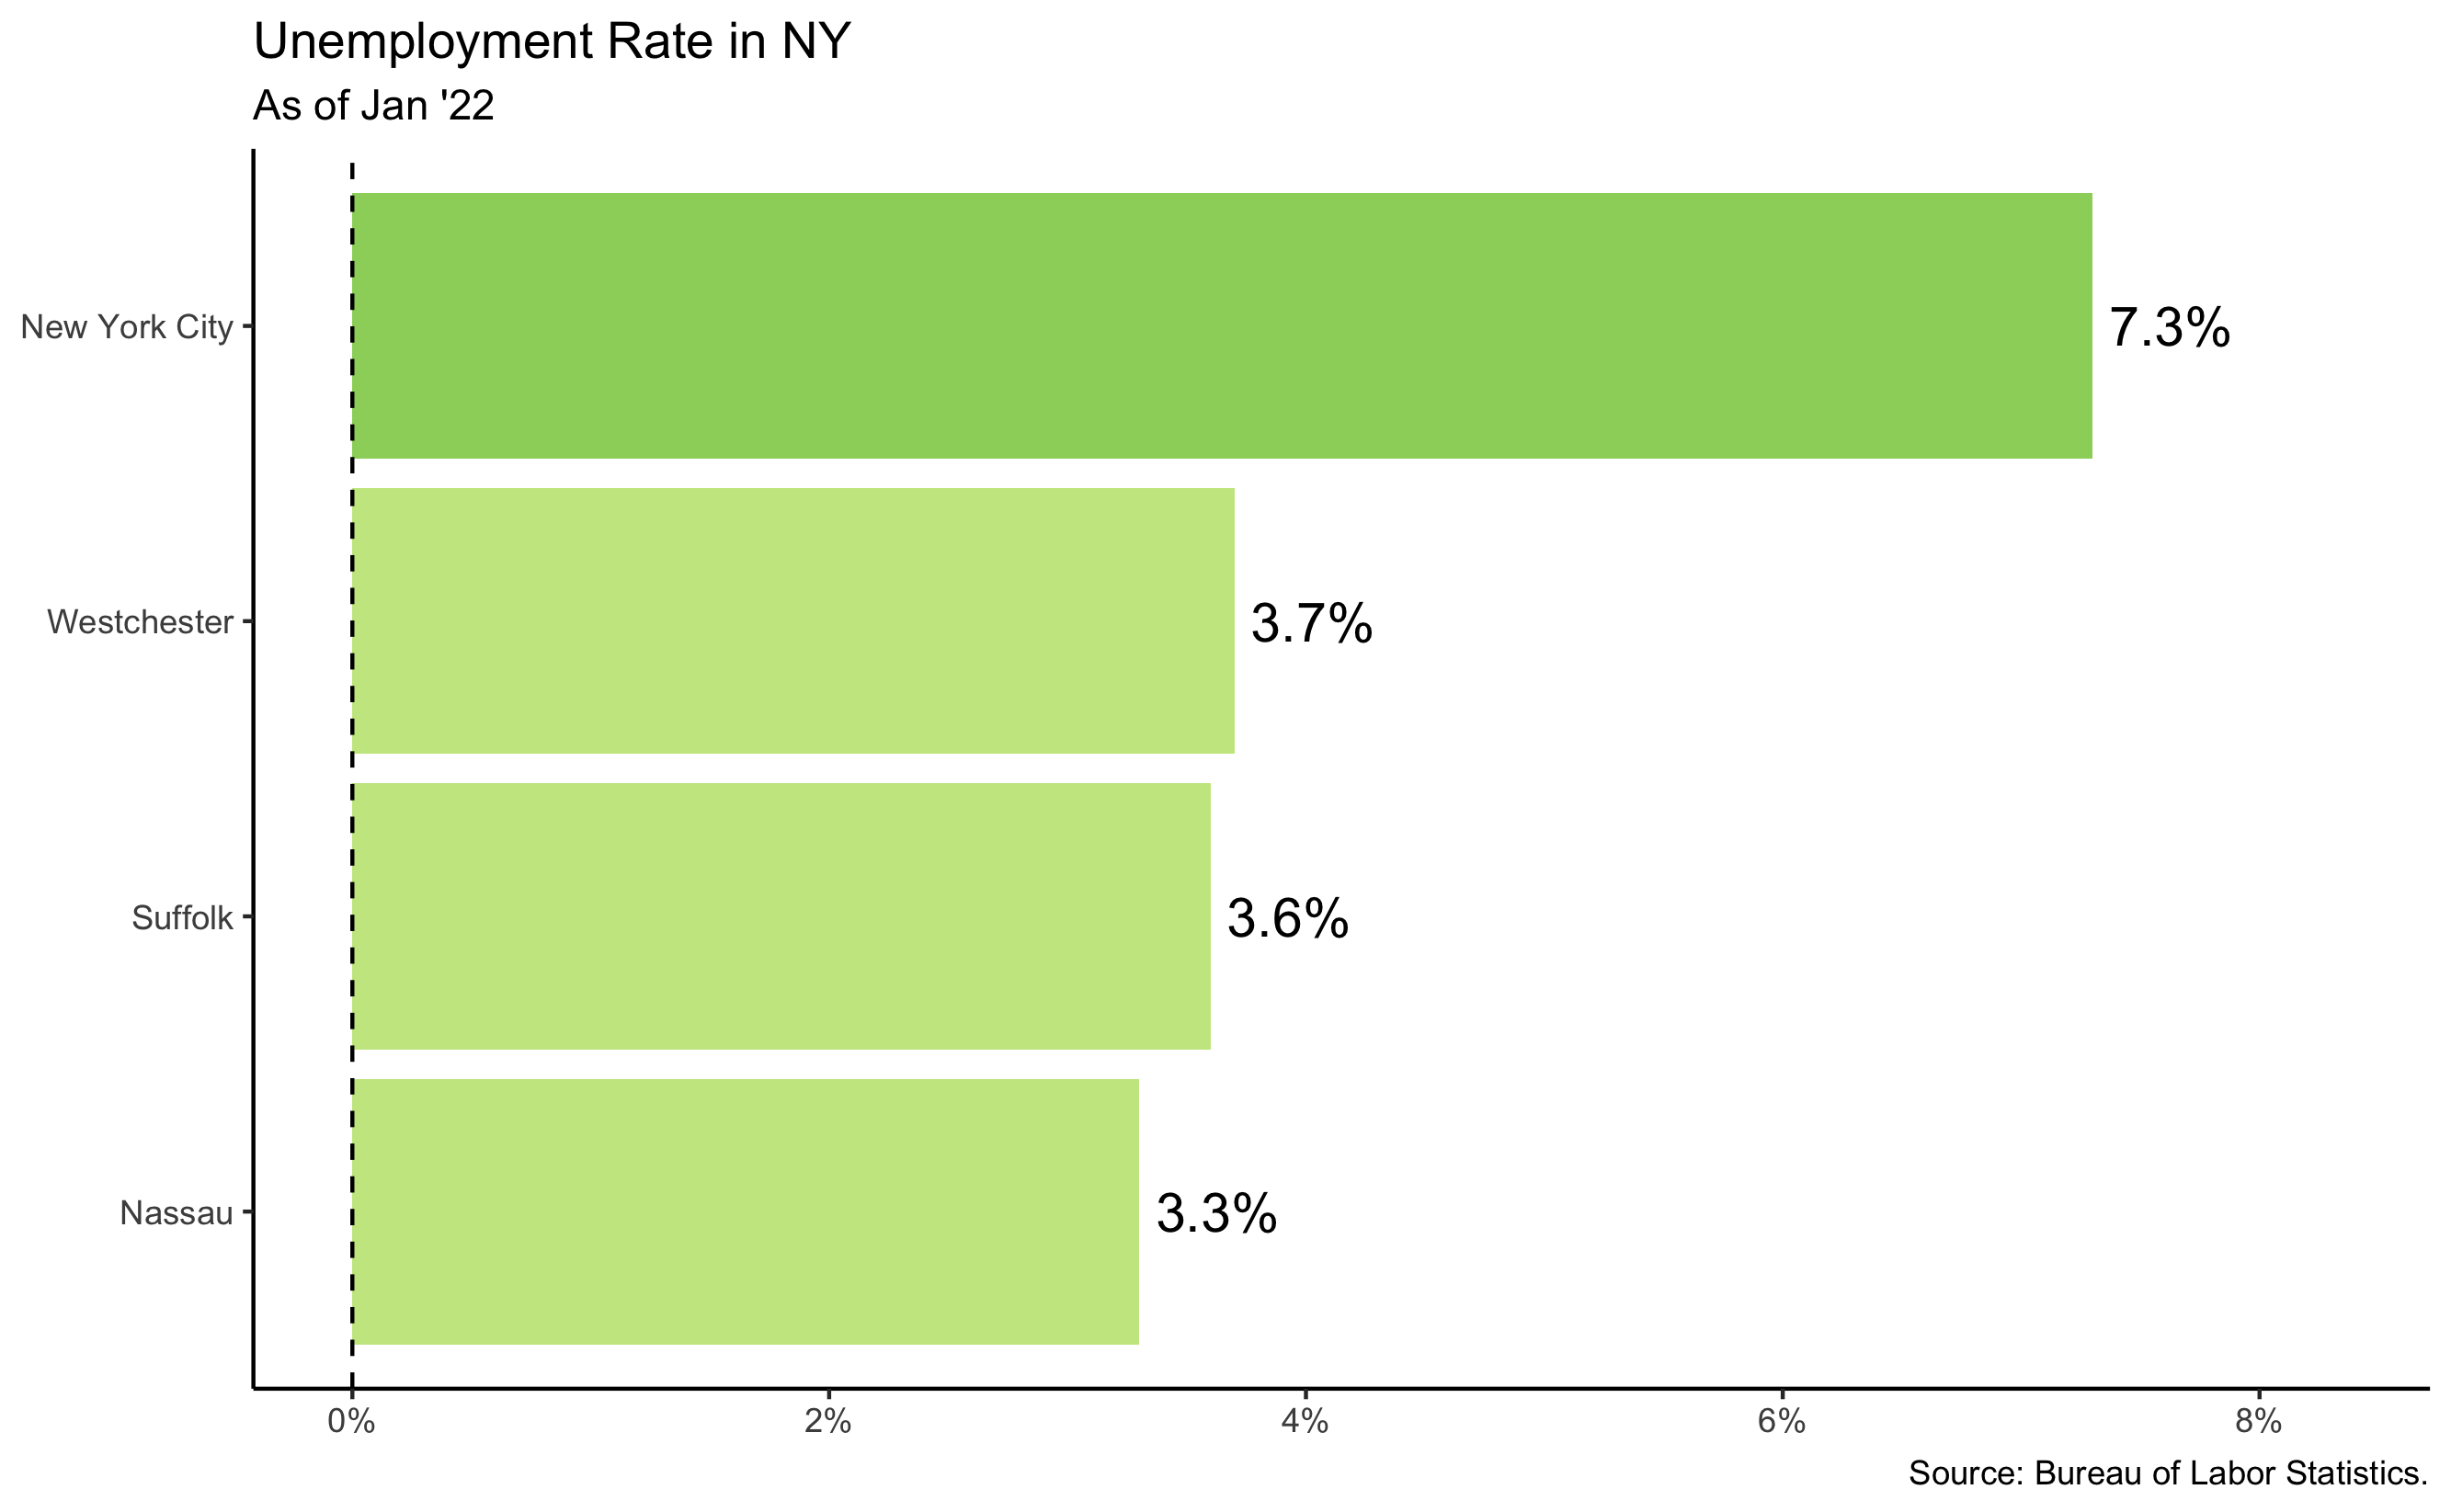 Unemployment Rate in NY
As of Jan '22
New York City
7.3%
Westchester
3.7%
Suffolk
3.6%
Nassau
3.3%
0% 2% 4% 6% 8%
Source: Bureau of Labor Statistics.